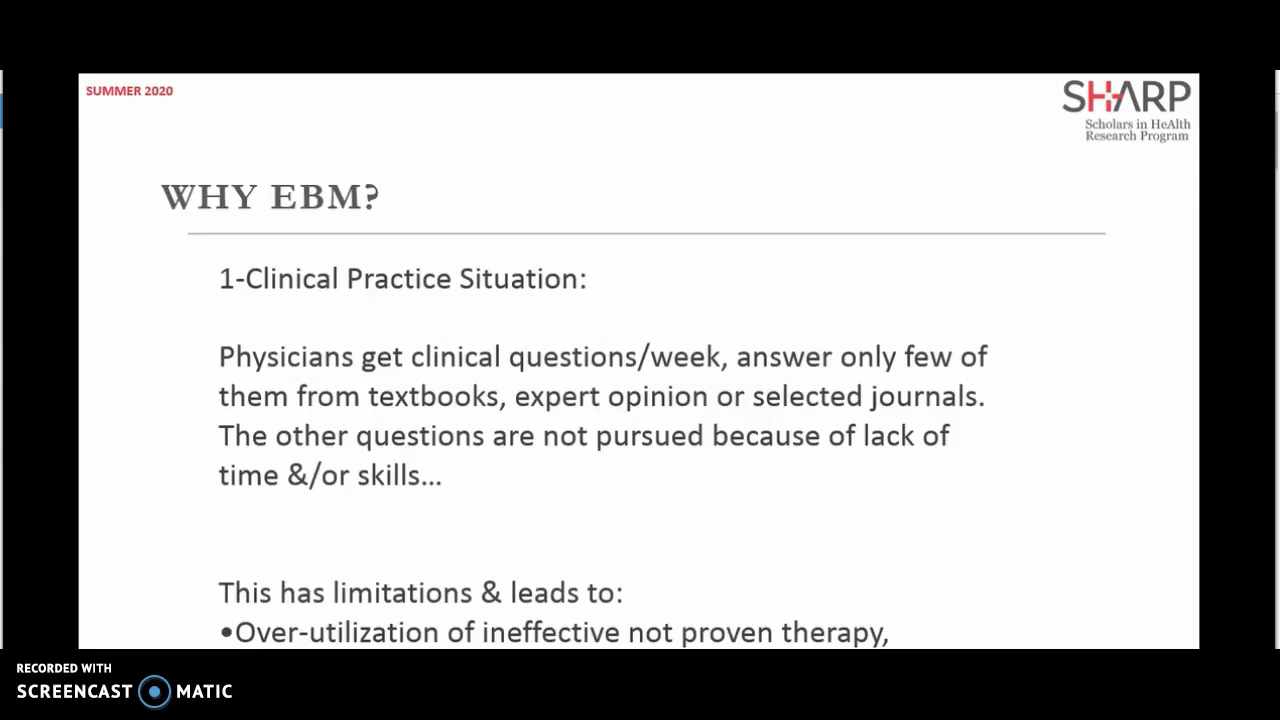 SUMMER 2020
SHARP
Scholars in HeAlth
Research Program
WHY EBM?
1-Clinical Practice Situation:
Physicians get clinical questions/week, answer only few of
them from textbooks, expert opinion or selected journals.
The other questions are not pursued because of lack of
time &/or skills…
This has limitations & leads to:
•Over-utilization of ineffective not proven therapy,
RECORDED WITH
SCREENCAST MATIC